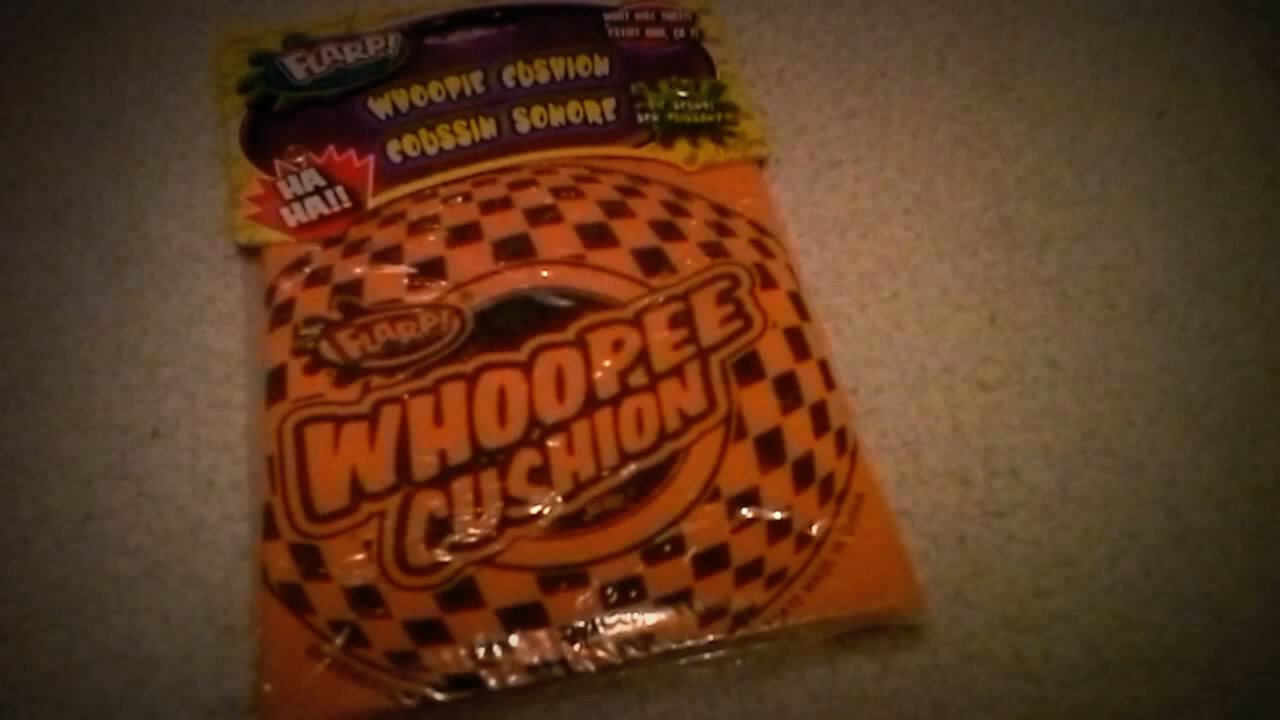 FLARP!
WHOOPIE CUSHION
COUSSIN SONORE
HA
HA!!
FLARP!
WHOOPEE
CUSHION